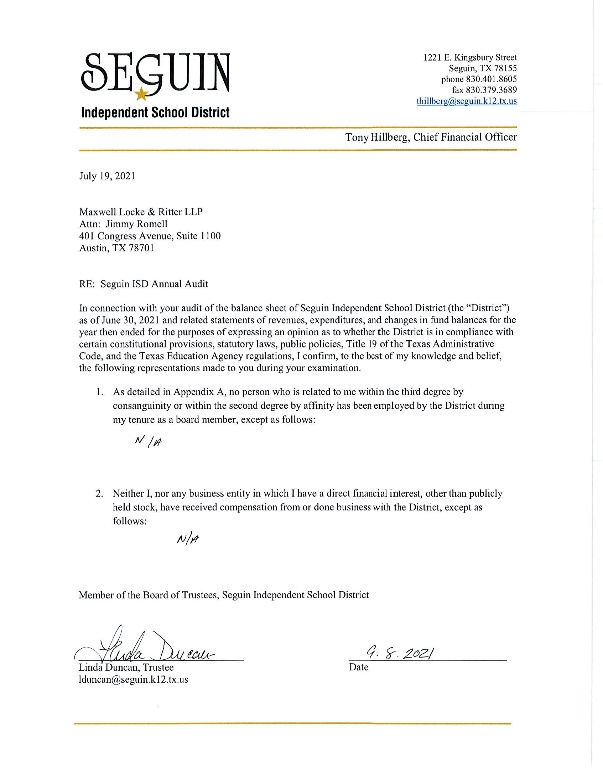 SEGUIN
Independent School District
1221 E. Kingsbury Street
Seguin, TX 78155
phone 830.401.8605
fax 830.379.3689
thillberg@seguin.k12.tx.us
Tony Hillberg, Chief Financial Officer
July 19, 2021
Maxwell Locke & Ritter LLP
Attn: Jimmy Romell
401 Congress Avenue, Suite 1100
Austin, TX 78701
RE: Seguin ISD Annual Audit
In connection with your audit of the balance sheet of Seguin Independent School District (the “District”)
as of June 30, 2021 and related statements of revenues, expenditures, and changes in fund balances for the
year then ended for the purposes of expressing an opinion as to whether the District is in compliance with
certain constitutional provisions, statutory laws, public policies, Title 19 of the Texas Administrative
Code, and the Texas Education Agency regulations, I confirm, to the best of my knowledge and belief,
the following representations made to you during your examination.
1. As detailed in Appendix A, no person who is related to me within the third degree by
consanguinity or within the second degree by affinity has been employed by the District during
my tenure as a board member, except as follows:
N/A
2. Neither I, nor any business entity in which I have a direct financial interest, other than publicly
held stock, have received compensation from or done business with the District, except as
follows:
N/A
Member of the Board of Trustees, Seguin Independent School District
Linda Duncan 9.8.2021
Linda Duncan, Trustee Date
lduncan@seguin.k12.tx.us